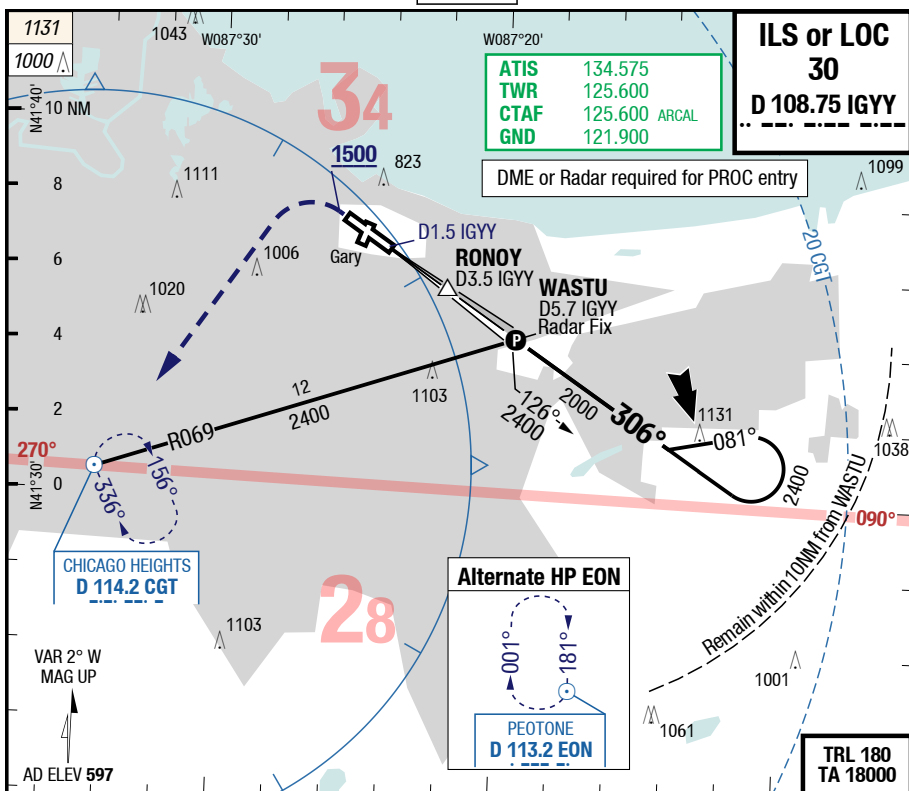 1131
1000
1043
W087°30'
W087°20'
ILS or LOC
30
D 108.75 IGYY
ATIS 134.575
TWR 125.600
CTAF 125.600 ARCAL
GND 121.900
DME or Radar required for PROC entry
N41°40'
10 NM
34
1500
823
1099
8
1111
D1.5 IGYY
20 CGT
6
1006
Gary
RONOY
D3.5 IGYY
1020
WASTU
D5.7 IGYY
Radar Fix
P
4
12
2400
1103
126°
2400
2000
306°
1131
081°
2400
1038
2
R069
270°
N41°30'
0
336°
156°
090°
CHICAGO HEIGHTS
D 114.2 CGT
28
Alternate HP EON
001°
181°
PEOTONE
D 113.2 EON
Remain within 10NM from WASTU
1103
1001
1061
VAR 2° W
MAG UP
AD ELEV 597
TRL 180
TA 18000